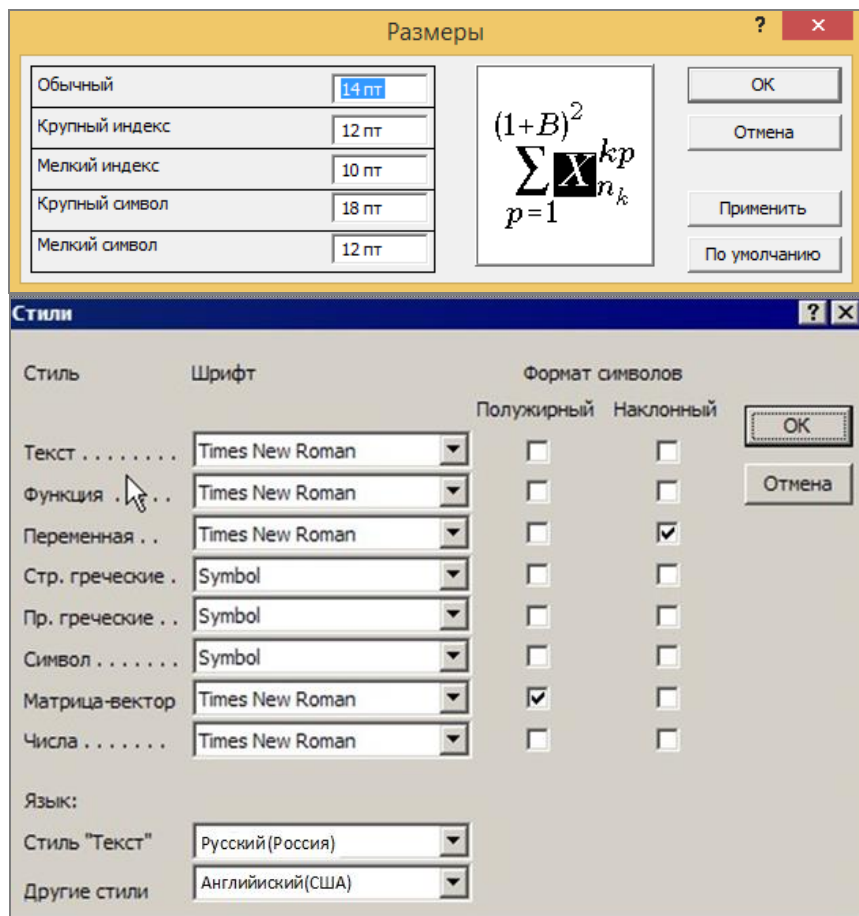 Размеры ? ×
Обычный 14 пт
Крупный индекс 12 пт
Мелкий индекс 10 пт
Крупный символ 18 пт
Мелкий символ 12 пт
(1+B)²
∑ X kp
n k
p=1
OK
Отмена
Применить
По умолчанию
Стили ? ×
Стиль Шрифт Формат символов
Полужирный Наклонный
OK
Отмена
Текст . . . . . . . . Times New Roman
Функция . . . . Times New Roman
Переменная . . Times New Roman
Стр. греческие . Symbol
Пр. греческие . . Symbol
Символ . . . . . . . Symbol
Матрица-вектор Times New Roman
Числа . . . . . . . Times New Roman
Язык:
Стиль "Текст" Русский(Россия)
Другие стили Английиский(США)